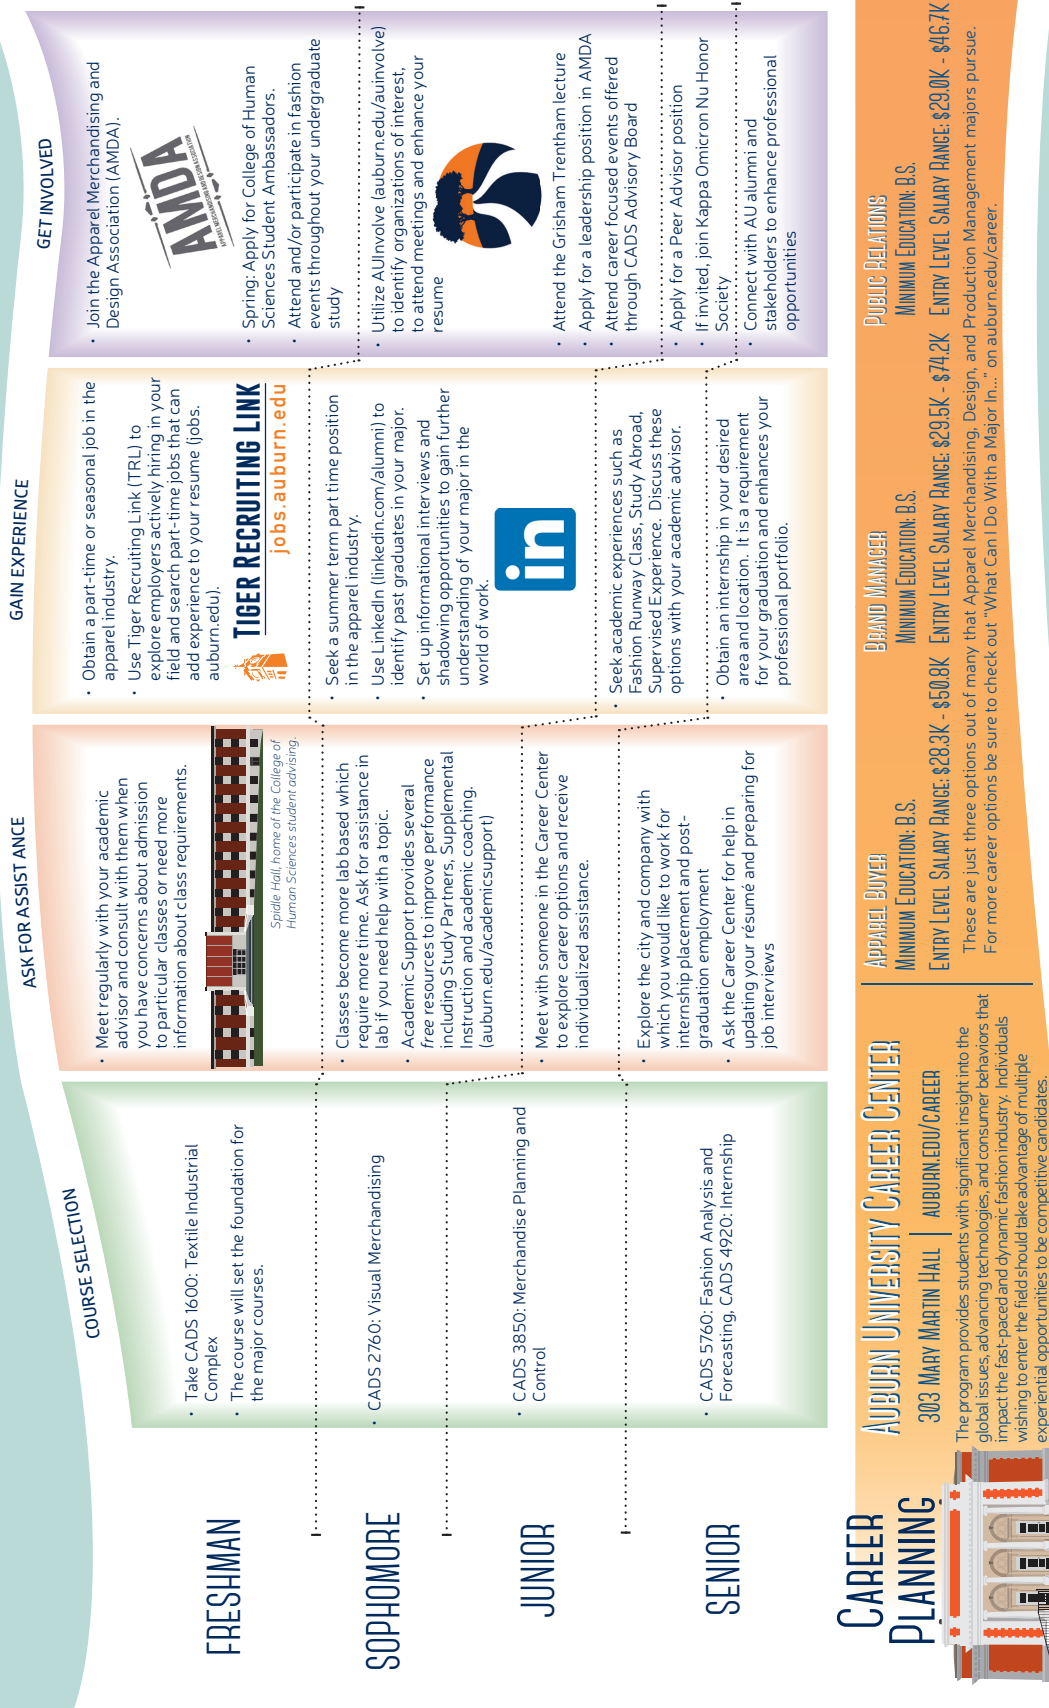 COURSE SELECTION
ASK FOR ASSISTANCE
GAIN EXPERIENCE
GET INVOLVED
FRESHMAN
• Take CADS 1600: Textile Industrial
Complex
• The course will set the foundation for
the major courses.
• Meet regularly with your academic
advisor and consult with them when
you have concerns about admission
to particular classes or need more
information about class requirements.
Spidle Hall, home of the College of
Human Sciences student advising.
• Obtain a part-time or seasonal job in the
apparel industry.
• Use Tiger Recruiting Link (TRL) to
explore employers actively hiring in your
field and search part-time jobs that can
add experience to your resume (jobs.
auburn.edu).
TIGER RECRUITING LINK
jobs.auburn.edu
• Join the Apparel Merchandising and
Design Association (AMDA).
AMDA
APPAREL MERCHANDISING AND DESIGN ASSOCIATION
• Spring: Apply for College of Human
Sciences Student Ambassadors.
• Attend and/or participate in fashion
events throughout your undergraduate
study
SOPHOMORE
• CADS 2760: Visual Merchandising
• Classes become more lab based which
require more time. Ask for assistance in
lab if you need help with a topic.
• Academic Support provides several
free resources to improve performance
including Study Partners, Supplemental
Instruction and academic coaching.
(auburn.edu/academicsupport)
• Seek a summer term part time position
in the apparel industry.
• Use LinkedIn (linkedin.com/alumni) to
identify past graduates in your major.
• Set up informational interviews and
shadowing opportunities to gain further
understanding of your major in the
world of work.
in
• Utilize AUInvolve (auburn.edu/auinvolve)
to identify organizations of interest,
to attend meetings and enhance your
resume
JUNIOR
• CADS 3850: Merchandise Planning and
Control
• Meet with someone in the Career Center
to explore career options and receive
individualized assistance.
• Seek academic experiences such as
Fashion Runway Class, Study Abroad,
Supervised Experience. Discuss these
options with your academic advisor.
• Attend the Grisham Trentham lecture
• Apply for a leadership position in AMDA
• Attend career focused events offered
through CADS Advisory Board
SENIOR
• CADS 5760: Fashion Analysis and
Forecasting, CADS 4920: Internship
• Explore the city and company with
which you would like to work for
internship placement and post-
graduation employment
• Ask the Career Center for help in
updating your résumé and preparing for
job interviews
• Obtain an internship in your desired
area and location. It is a requirement
for your graduation and enhances your
professional portfolio.
• Apply for a Peer Advisor position
• If invited, join Kappa Omicron Nu Honor
Society
• Connect with AU alumni and
stakeholders to enhance professional
opportunities
CAREER
PLANNING
AUBURN UNIVERSITY CAREER CENTER
303 MARY MARTIN HALL | AUBURN.EDU/CAREER
The program provides students with significant insight into the
global issues, advancing technologies, and consumer behaviors that
impact the fast-paced and dynamic fashion industry. Individuals
wishing to enter the field should take advantage of multiple
experiential opportunities to be competitive candidates.
APPAREL BUYER
MINIMUM EDUCATION: B.S.
ENTRY LEVEL SALARY RANGE: $28.3K - $50.8K
BRAND MANAGER
MINIMUM EDUCATION: B.S.
ENTRY LEVEL SALARY RANGE: $29.5K - $74.2K
PUBLIC RELATIONS
MINIMUM EDUCATION: B.S.
ENTRY LEVEL SALARY RANGE: $29.0K - $46.7K
These are just three options out of many that Apparel Merchandising, Design, and Production Management majors pursue.
For more career options be sure to check out "What Can I Do With a Major In..." on auburn.edu/career.